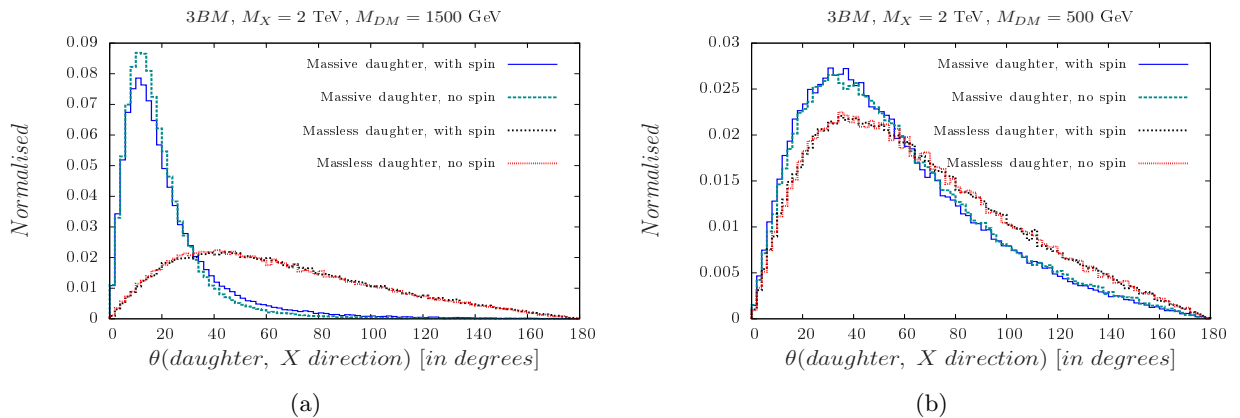 3BM, M_X = 2 TeV, M_{DM} = 1500 GeV
0.09
0.08
0.07
0.06
0.05
0.04
0.03
0.02
0.01
0
Normalised
Massive daughter, with spin
Massive daughter, no spin
Massless daughter, with spin
Massless daughter, no spin
0 20 40 60 80 100 120 140 160 180
θ(daughter, X direction) [in degrees]
(a)
3BM, M_X = 2 TeV, M_{DM} = 500 GeV
0.03
0.025
0.02
0.015
0.01
0.005
0
Normalised
Massive daughter, with spin
Massive daughter, no spin
Massless daughter, with spin
Massless daughter, no spin
0 20 40 60 80 100 120 140 160 180
θ(daughter, X direction) [in degrees]
(b)